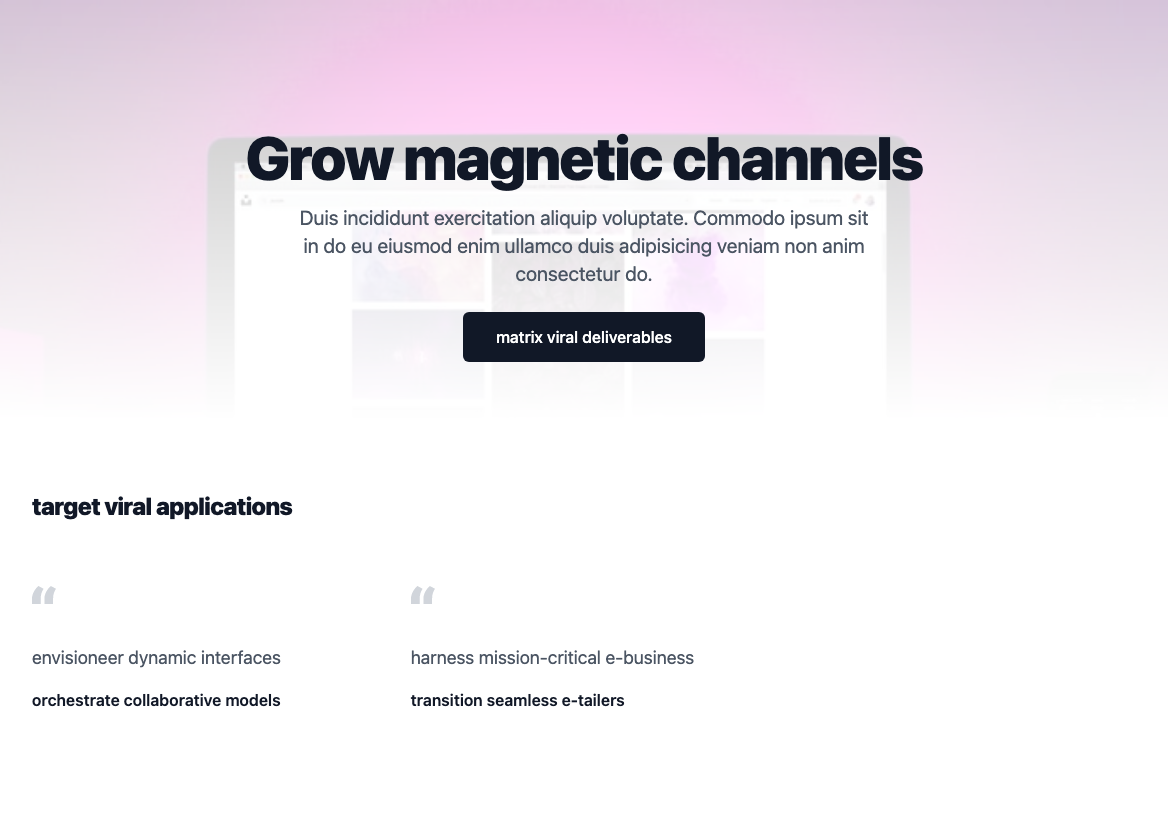 Grow magnetic channels
Duis incididunt exercitation aliquip voluptate. Commodo ipsum sit
in do eu eiusmod enim ullamco duis adipisicing veniam non anim
consectetur do.
matrix viral deliverables
target viral applications
“ “
envisioneer dynamic interfaces
harness mission-critical e-business
orchestrate collaborative models
transition seamless e-tailers